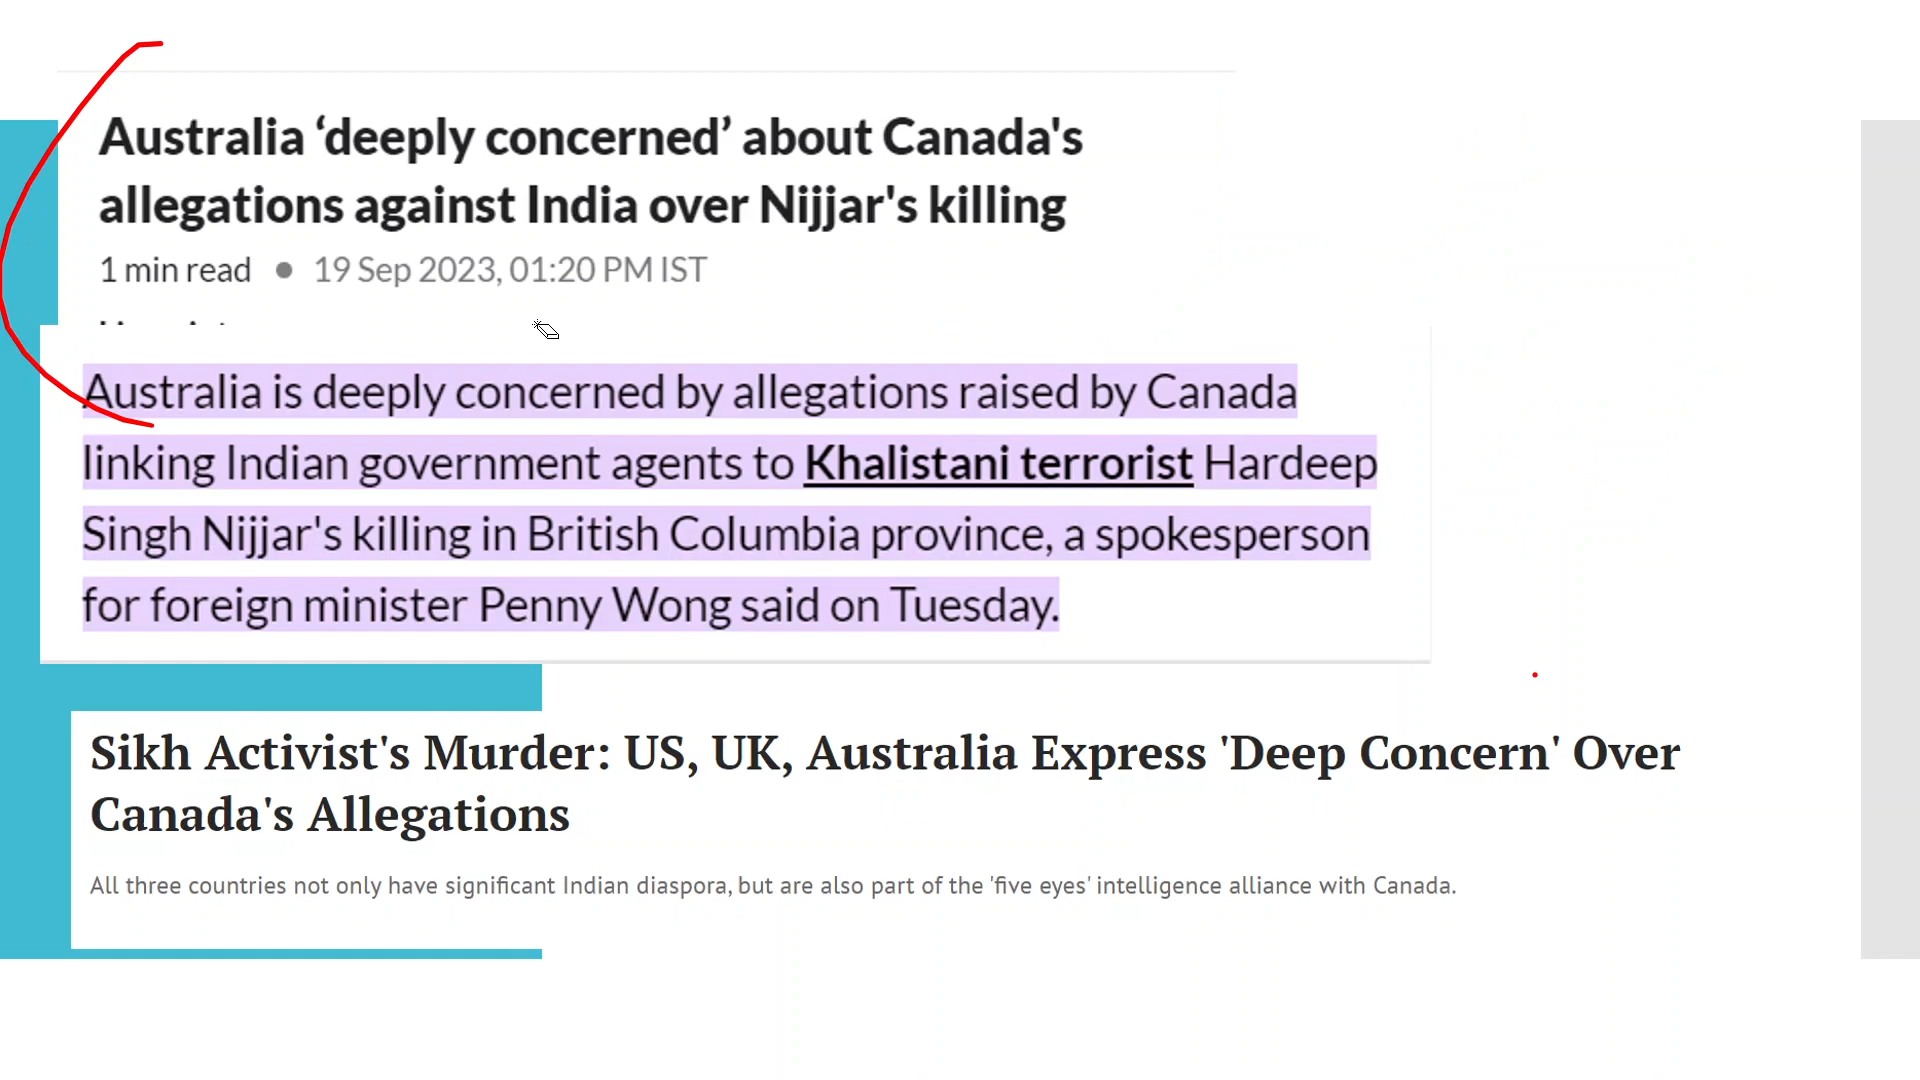 Australia ‘deeply concerned’ about Canada's
allegations against India over Nijjar's killing
1 min read ● 19 Sep 2023, 01:20 PM IST
Australia is deeply concerned by allegations raised by Canada
linking Indian government agents to Khalistani terrorist Hardeep
Singh Nijjar's killing in British Columbia province, a spokesperson
for foreign minister Penny Wong said on Tuesday.
Sikh Activist's Murder: US, UK, Australia Express 'Deep Concern' Over
Canada's Allegations
All three countries not only have significant Indian diaspora, but are also part of the 'five eyes' intelligence alliance with Canada.